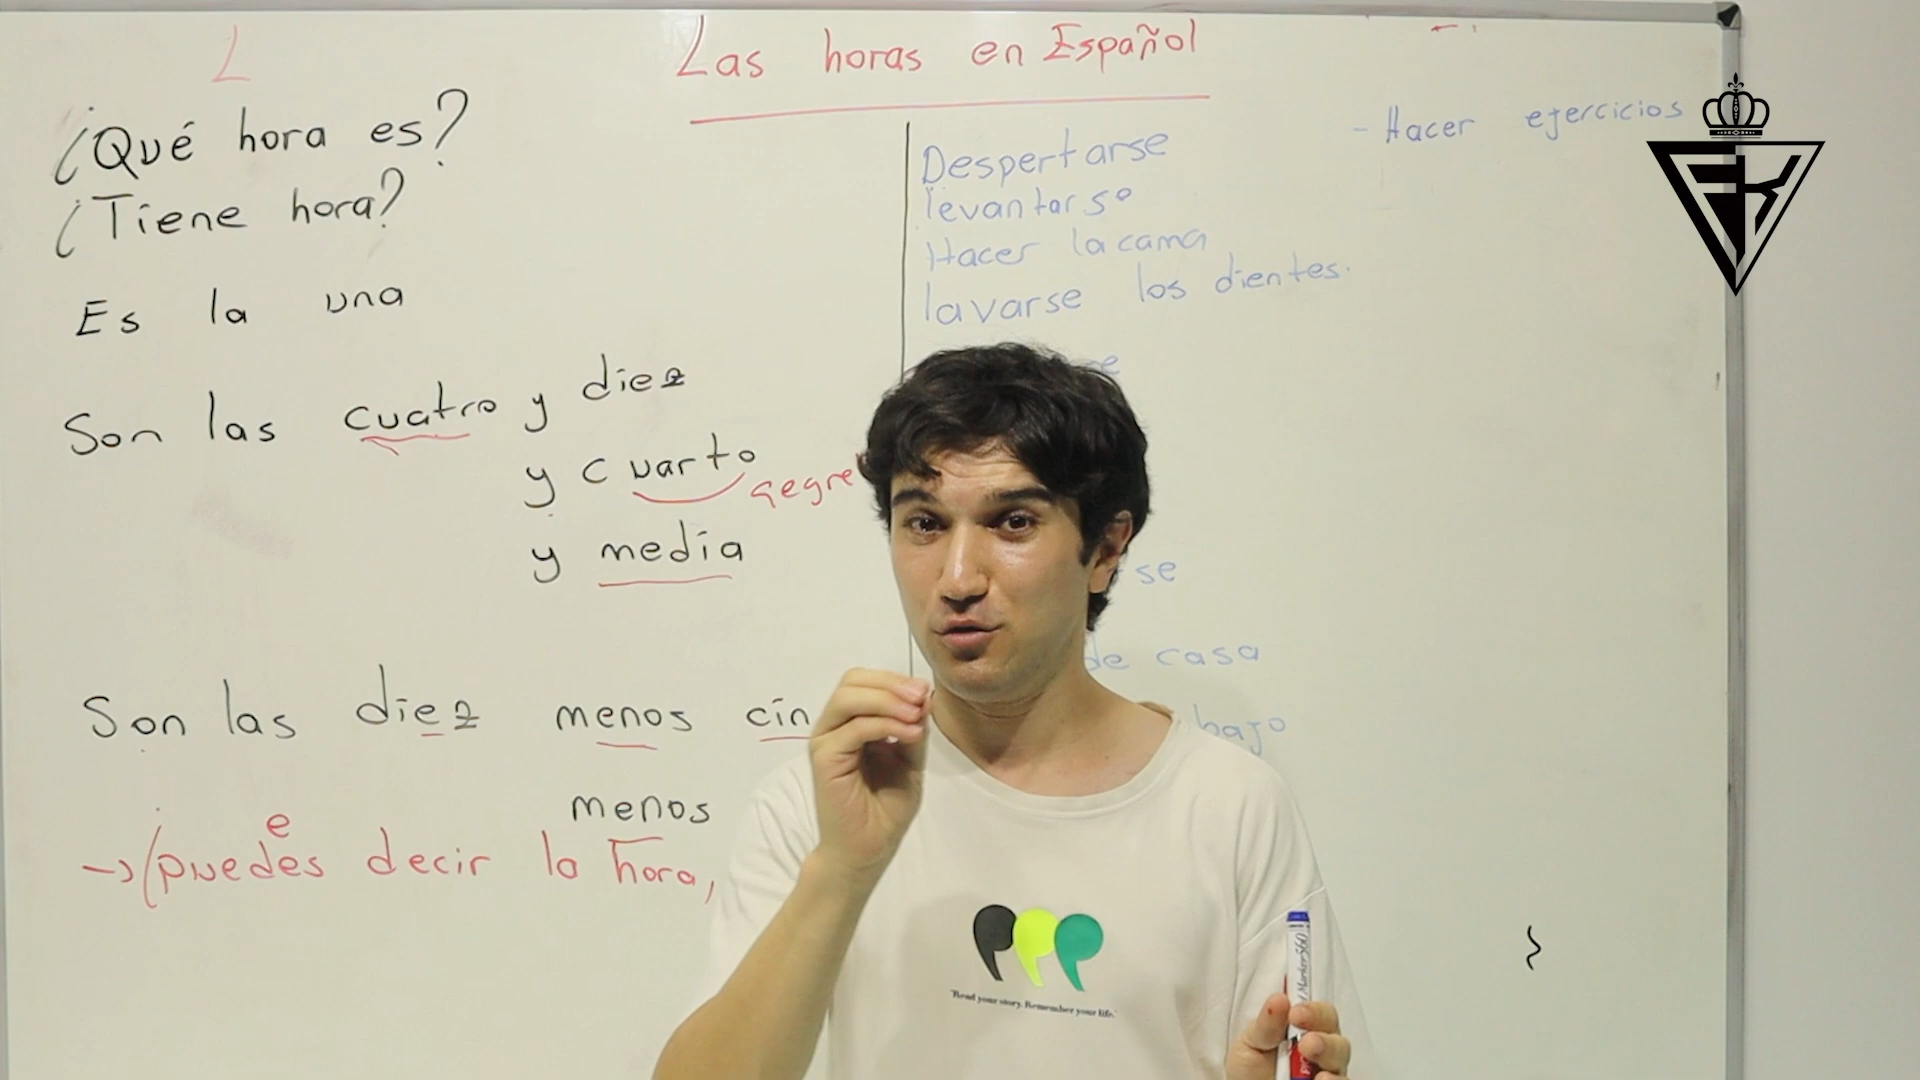 Las horas en Español
¿Qué hora es?
¿Tiene hora?
Es la una
Son las cuatro y diez
y cuarto
y media
Son las diez menos cin
menos
e
→ (puedes decir la hora,
Despertarse
levantarse
Hacer la cama
lavarse los dientes.
se
de casa
bajo
- Hacer ejercicios
"Read your story. Remember your life."